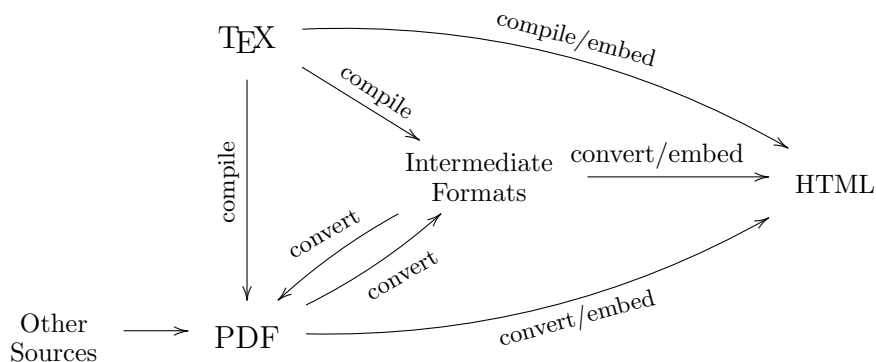 TEX
compile/embed
compile
compile
Intermediate
Formats
convert/embed
HTML
convert
convert
convert/embed
Other
Sources
PDF